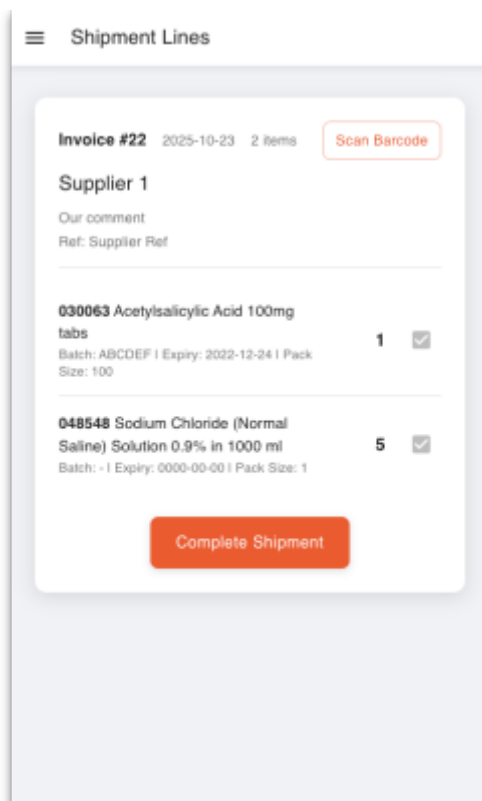 Shipment Lines
Invoice #22 2025-10-23 2 items Scan Barcode
Supplier 1
Our comment
Ref: Supplier Ref
030063 Acetylsalicylic Acid 100mg
tabs
Batch: ABCDEF | Expiry: 2022-12-24 | Pack
Size: 100
1
048548 Sodium Chloride (Normal
Saline) Solution 0.9% in 1000 ml
Batch: - | Expiry: 0000-00-00 | Pack Size: 1
5
Complete Shipment